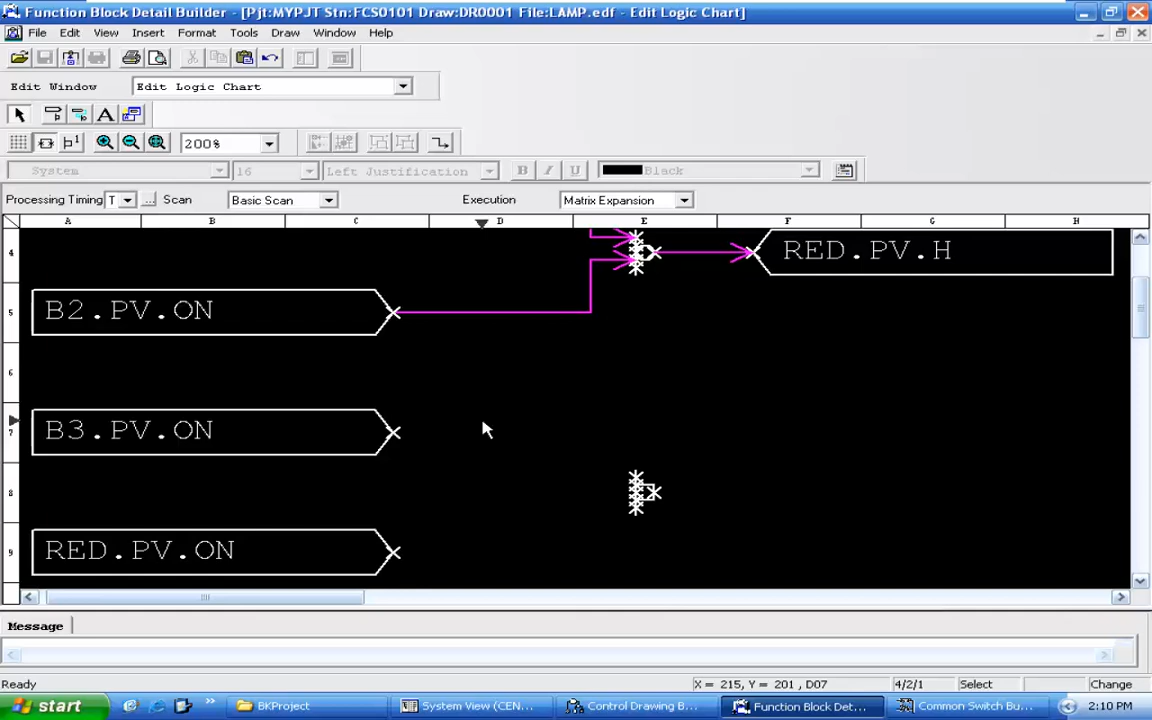 Function Block Detail Builder - [Pjt:MYPJT Stn:FCS0101 Draw:DR0001 File:LAMP.edf - Edit Logic Chart]
File Edit View Insert Format Tools Draw Window Help
Edit Window Edit Logic Chart
A
200%
System 16 Left Justification B I U Black
Processing Timing T ... Scan Basic Scan Execution Matrix Expansion
A B C D E F G H
4 RED.PV.H
5 B2.PV.ON
6
7 B3.PV.ON
8
9 RED.PV.ON
Message
Ready X = 215, Y = 201 , D07 4/2/1 Select Change
start BKProject System View (CEN... Control Drawing B... Function Block Det... Common Switch Bu... 2:10 PM